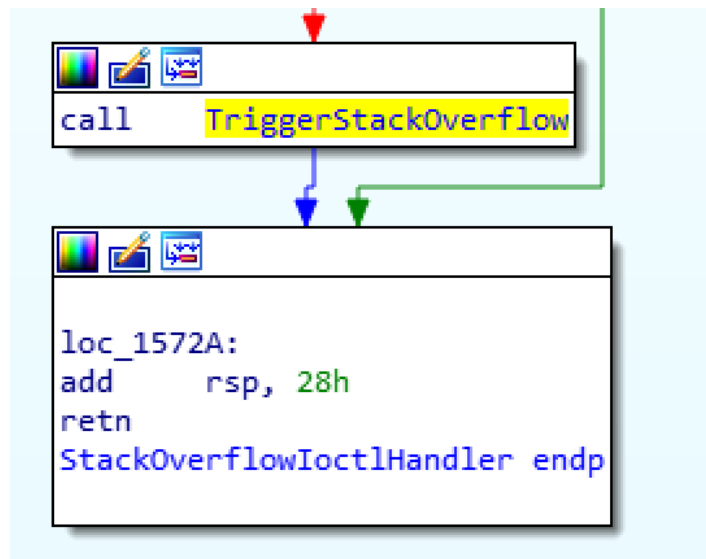 call TriggerStackOverflow
loc_1572A:
add rsp, 28h
retn
StackOverflowIoctlHandler endp